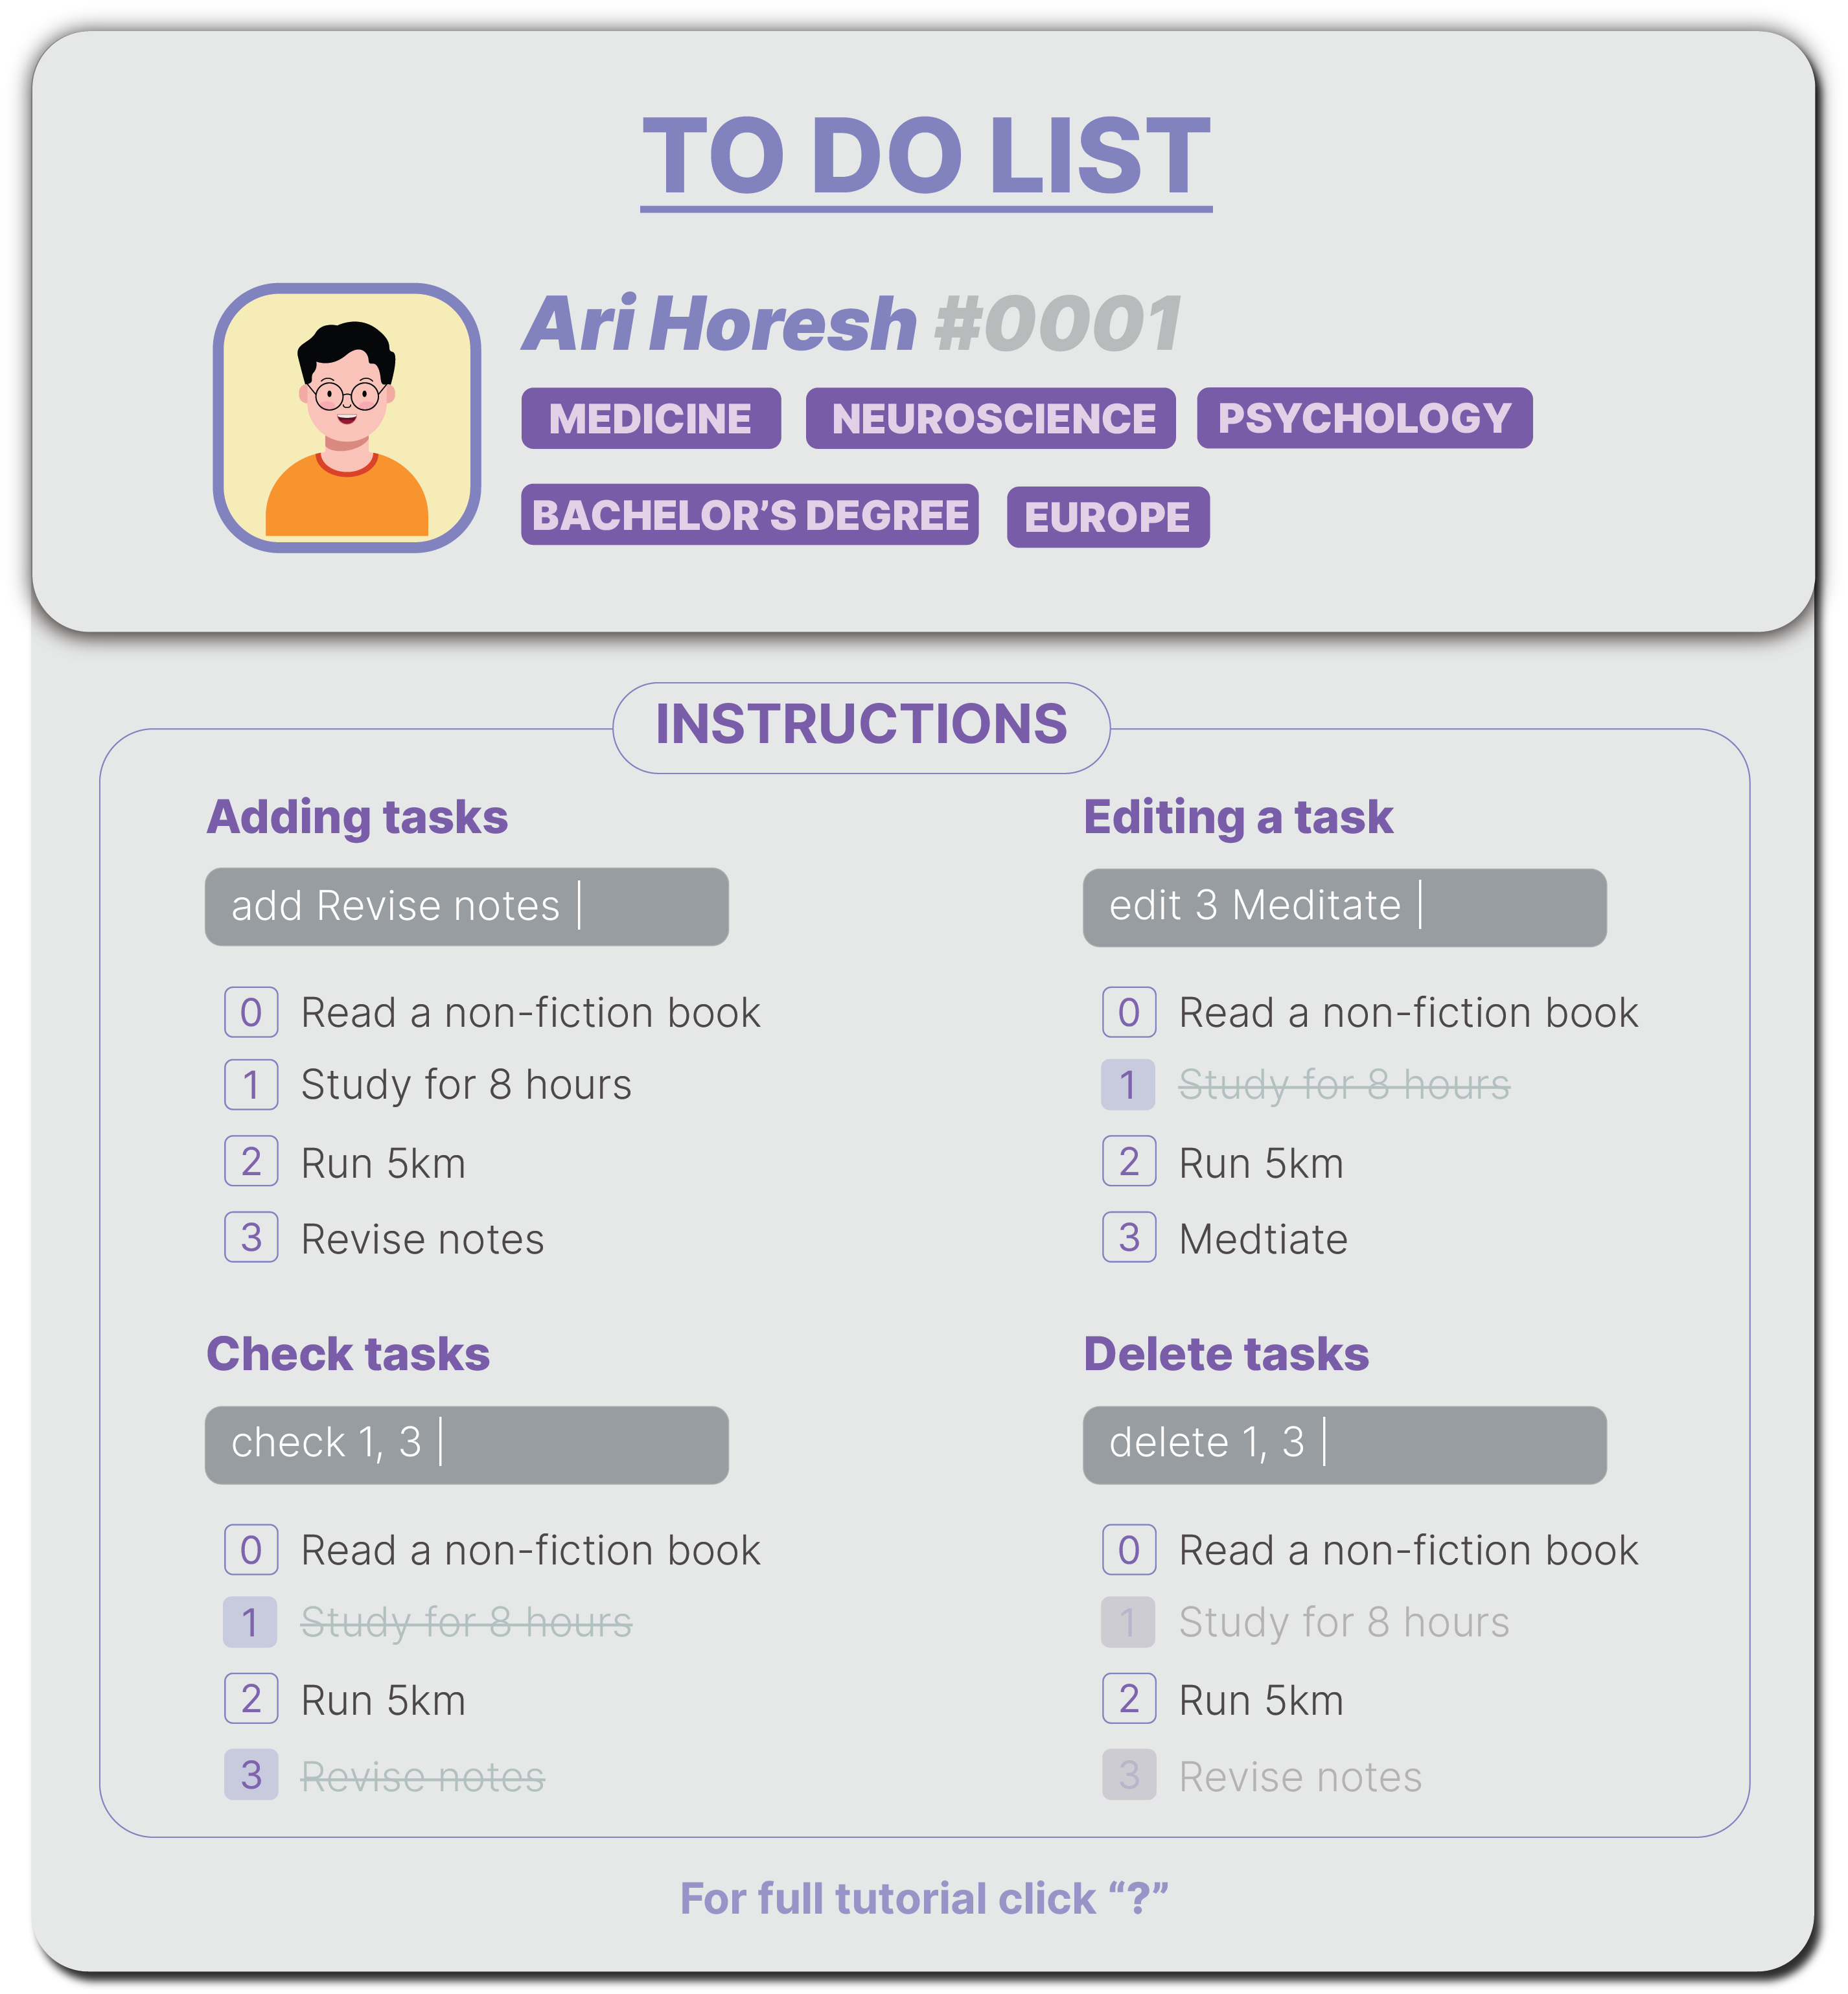 TO DO LIST
Ari Horesh #0001
MEDICINE NEUROSCIENCE PSYCHOLOGY
BACHELOR’S DEGREE EUROPE
INSTRUCTIONS
Adding tasks
add Revise notes |
0 Read a non-fiction book
1 Study for 8 hours
2 Run 5km
3 Revise notes
Editing a task
edit 3 Meditate |
0 Read a non-fiction book
1 Study for 8 hours
2 Run 5km
3 Medtiate
Check tasks
check 1, 3 |
0 Read a non-fiction book
1 Study for 8 hours
2 Run 5km
3 Revise notes
Delete tasks
delete 1, 3 |
0 Read a non-fiction book
1 Study for 8 hours
2 Run 5km
3 Revise notes
For full tutorial click “?”